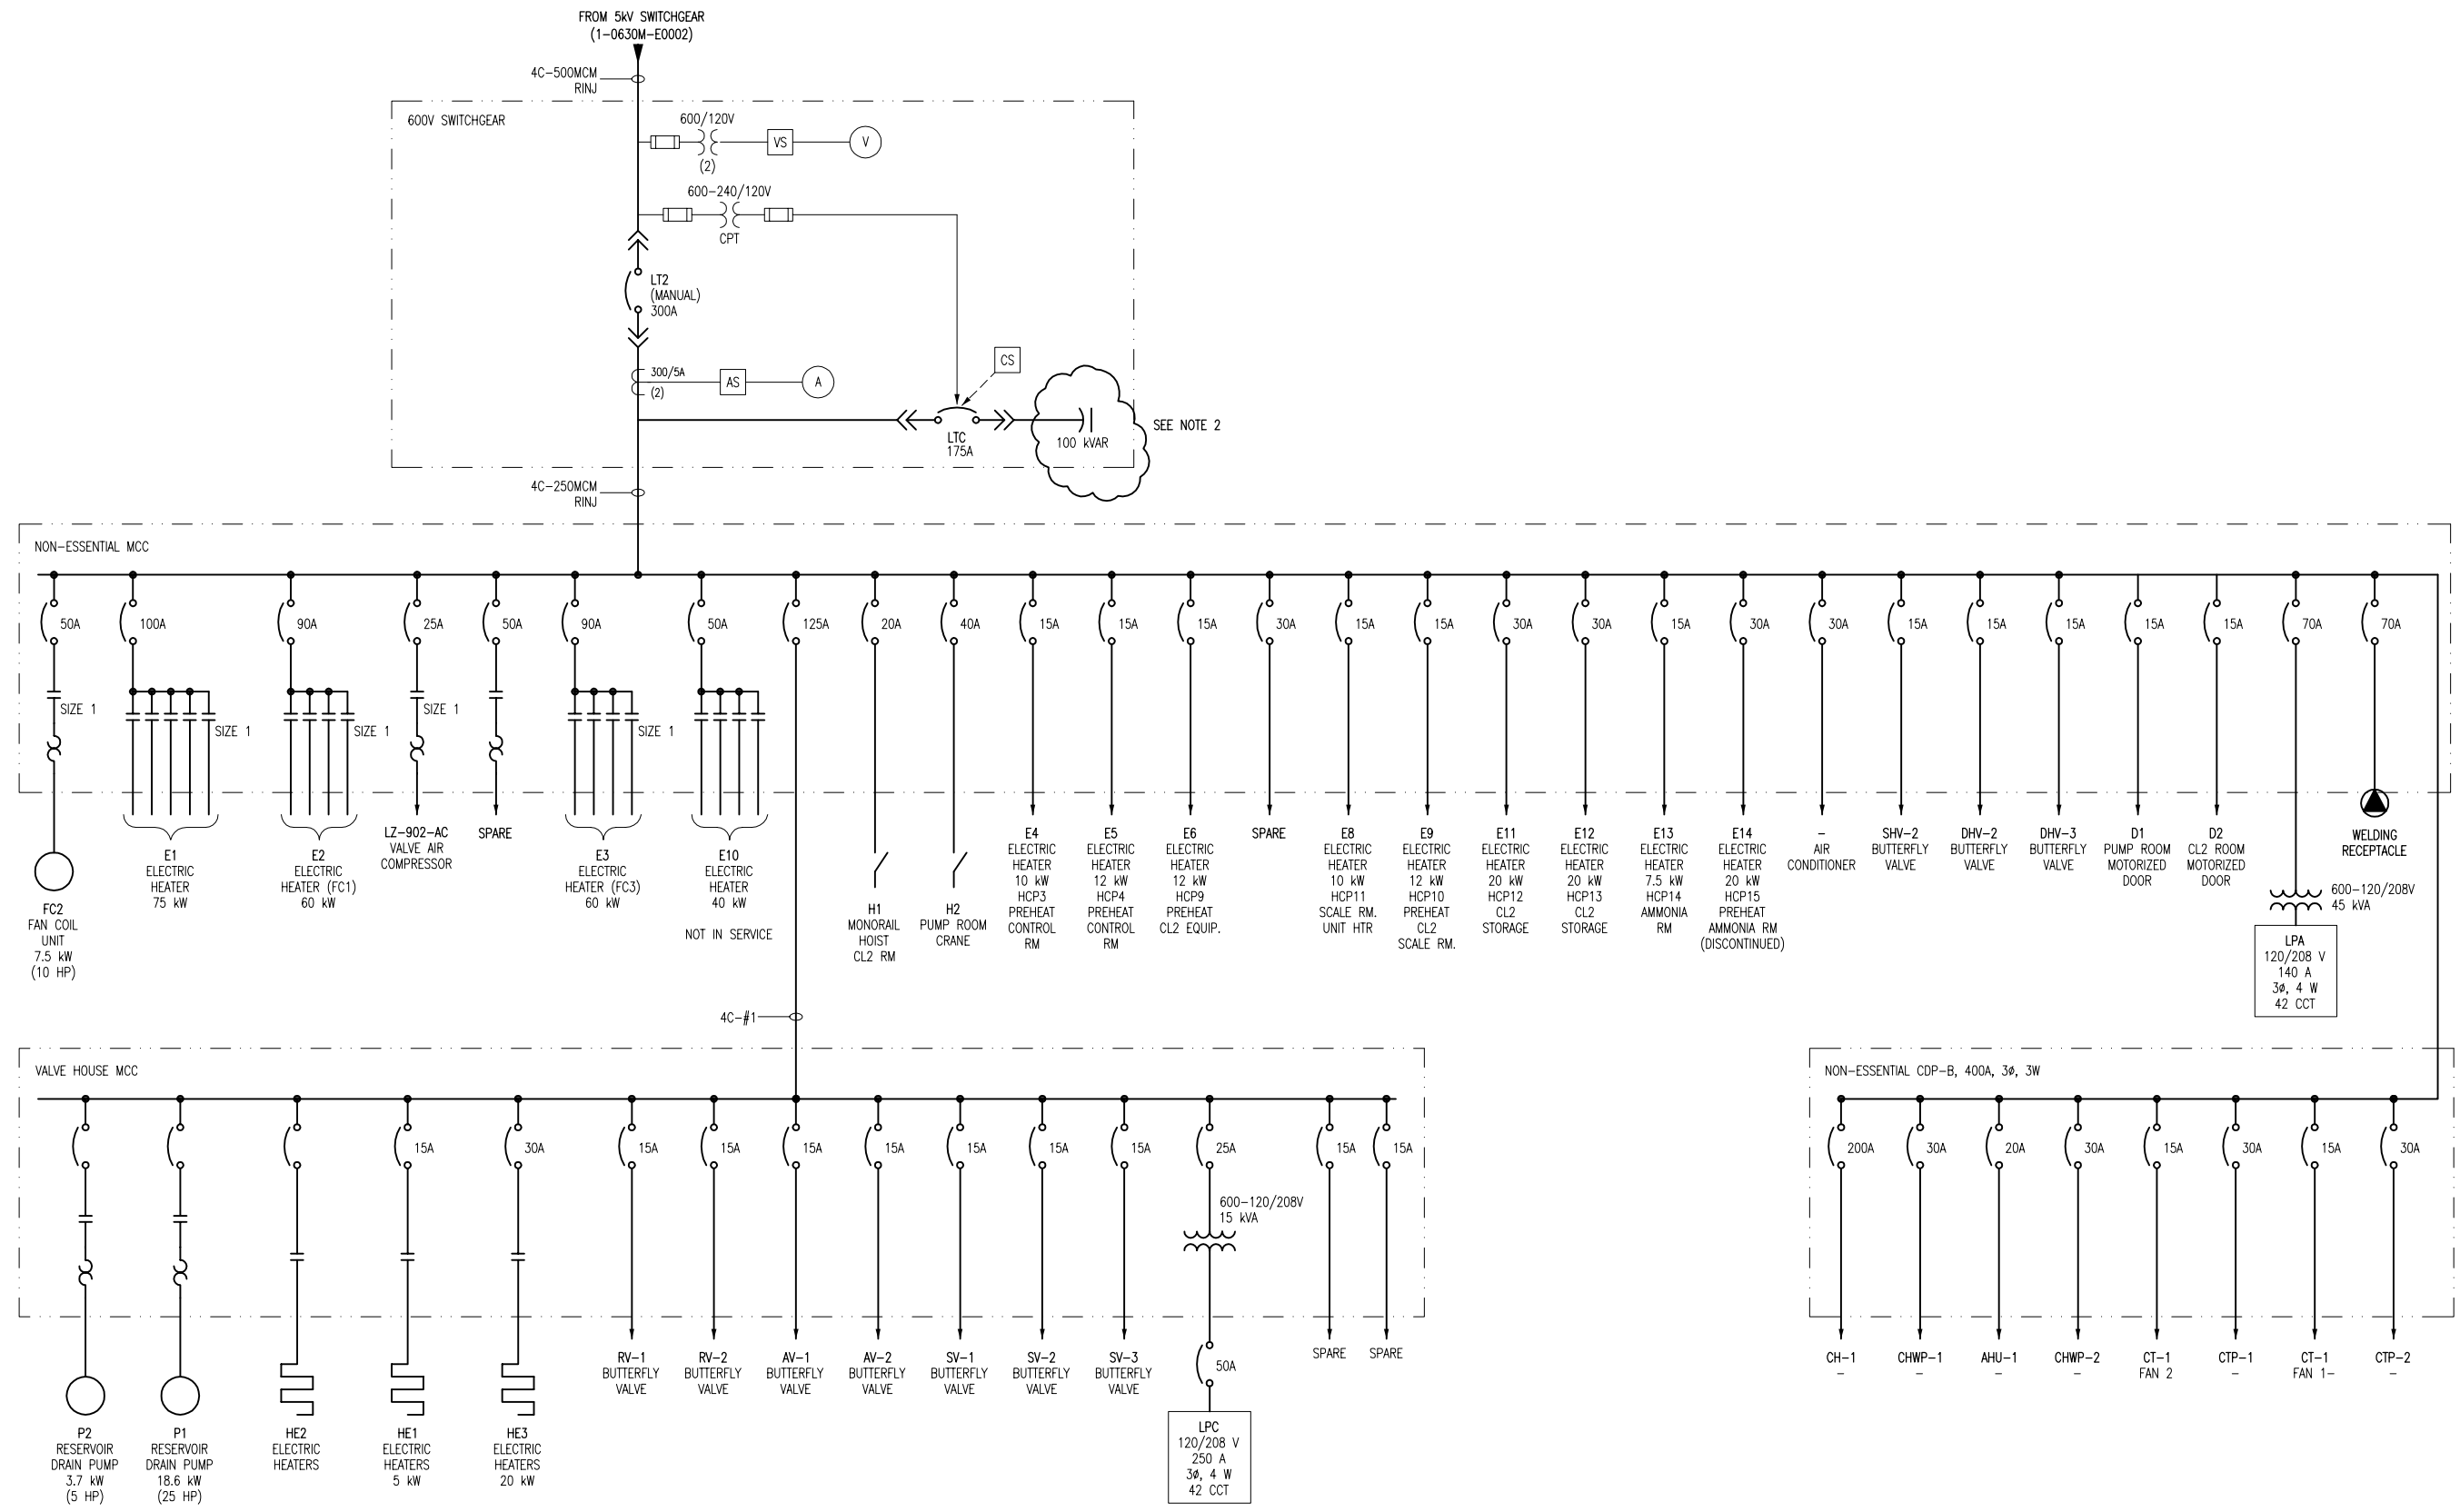 FROM 5kV SWITCHGEAR
(1-0630M-E0002)
4C-500MCM
RINJ
600V SWITCHGEAR
600/120V
VS
V
(2)
600-240/120V
CPT
LT2
(MANUAL)
300A
CS
300/5A
(2)
AS
A
LTC
175A
100 kVAR
SEE NOTE 2
4C-250MCM
RINJ
NON-ESSENTIAL MCC
50A
100A
90A
25A
50A
90A
50A
125A
20A
40A
15A
15A
15A
30A
15A
15A
30A
30A
15A
30A
30A
15A
15A
15A
15A
15A
70A
70A
SIZE 1
SIZE 1
SIZE 1
SIZE 1
SIZE 1
FC2
FAN COIL
UNIT
7.5 kW
(10 HP)
E1
ELECTRIC
HEATER
75 kW
E2
ELECTRIC
HEATER (FC1)
60 kW
LZ-902-AC
VALVE AIR
COMPRESSOR
SPARE
E3
ELECTRIC
HEATER (FC3)
60 kW
E10
ELECTRIC
HEATER
40 kW
NOT IN SERVICE
H1
MONORAIL
HOIST
CL2 RM
H2
PUMP ROOM
CRANE
E4
ELECTRIC
HEATER
10 kW
HCP3
PREHEAT
CONTROL
RM
E5
ELECTRIC
HEATER
12 kW
HCP4
PREHEAT
CONTROL
RM
E6
ELECTRIC
HEATER
12 kW
HCP9
PREHEAT
CL2 EQUIP.
SPARE
E8
ELECTRIC
HEATER
10 kW
HCP11
SCALE RM.
UNIT HTR
E9
ELECTRIC
HEATER
12 kW
HCP10
PREHEAT
CL2
SCALE RM.
E11
ELECTRIC
HEATER
20 kW
HCP12
CL2
STORAGE
E12
ELECTRIC
HEATER
20 kW
HCP13
CL2
STORAGE
E13
ELECTRIC
HEATER
7.5 kW
HCP14
AMMONIA
RM
E14
ELECTRIC
HEATER
20 kW
HCP15
PREHEAT
AMMONIA RM
(DISCONTINUED)
-
AIR
CONDITIONER
SHV-2
BUTTERFLY
VALVE
DHV-2
BUTTERFLY
VALVE
DHV-3
BUTTERFLY
VALVE
D1
PUMP ROOM
MOTORIZED
DOOR
D2
CL2 ROOM
MOTORIZED
DOOR
600-120/208V
45 kVA
LPA
120/208 V
140 A
3ø, 4 W
42 CCT
WELDING
RECEPTACLE
4C-#1
VALVE HOUSE MCC
15A
30A
15A
15A
15A
15A
15A
15A
15A
25A
15A
15A
600-120/208V
15 kVA
50A
P2
RESERVOIR
DRAIN PUMP
3.7 kW
(5 HP)
P1
RESERVOIR
DRAIN PUMP
18.6 kW
(25 HP)
HE2
ELECTRIC
HEATERS
HE1
ELECTRIC
HEATERS
5 kW
HE3
ELECTRIC
HEATERS
20 kW
RV-1
BUTTERFLY
VALVE
RV-2
BUTTERFLY
VALVE
AV-1
BUTTERFLY
VALVE
AV-2
BUTTERFLY
VALVE
SV-1
BUTTERFLY
VALVE
SV-2
BUTTERFLY
VALVE
SV-3
BUTTERFLY
VALVE
LPC
120/208 V
250 A
3ø, 4 W
42 CCT
SPARE
SPARE
NON-ESSENTIAL CDP-B, 400A, 3ø, 3W
200A
30A
20A
30A
15A
30A
15A
30A
CH-1
-
CHWP-1
-
AHU-1
-
CHWP-2
-
CT-1
FAN 2
CTP-1
-
CT-1
FAN 1-
CTP-2
-